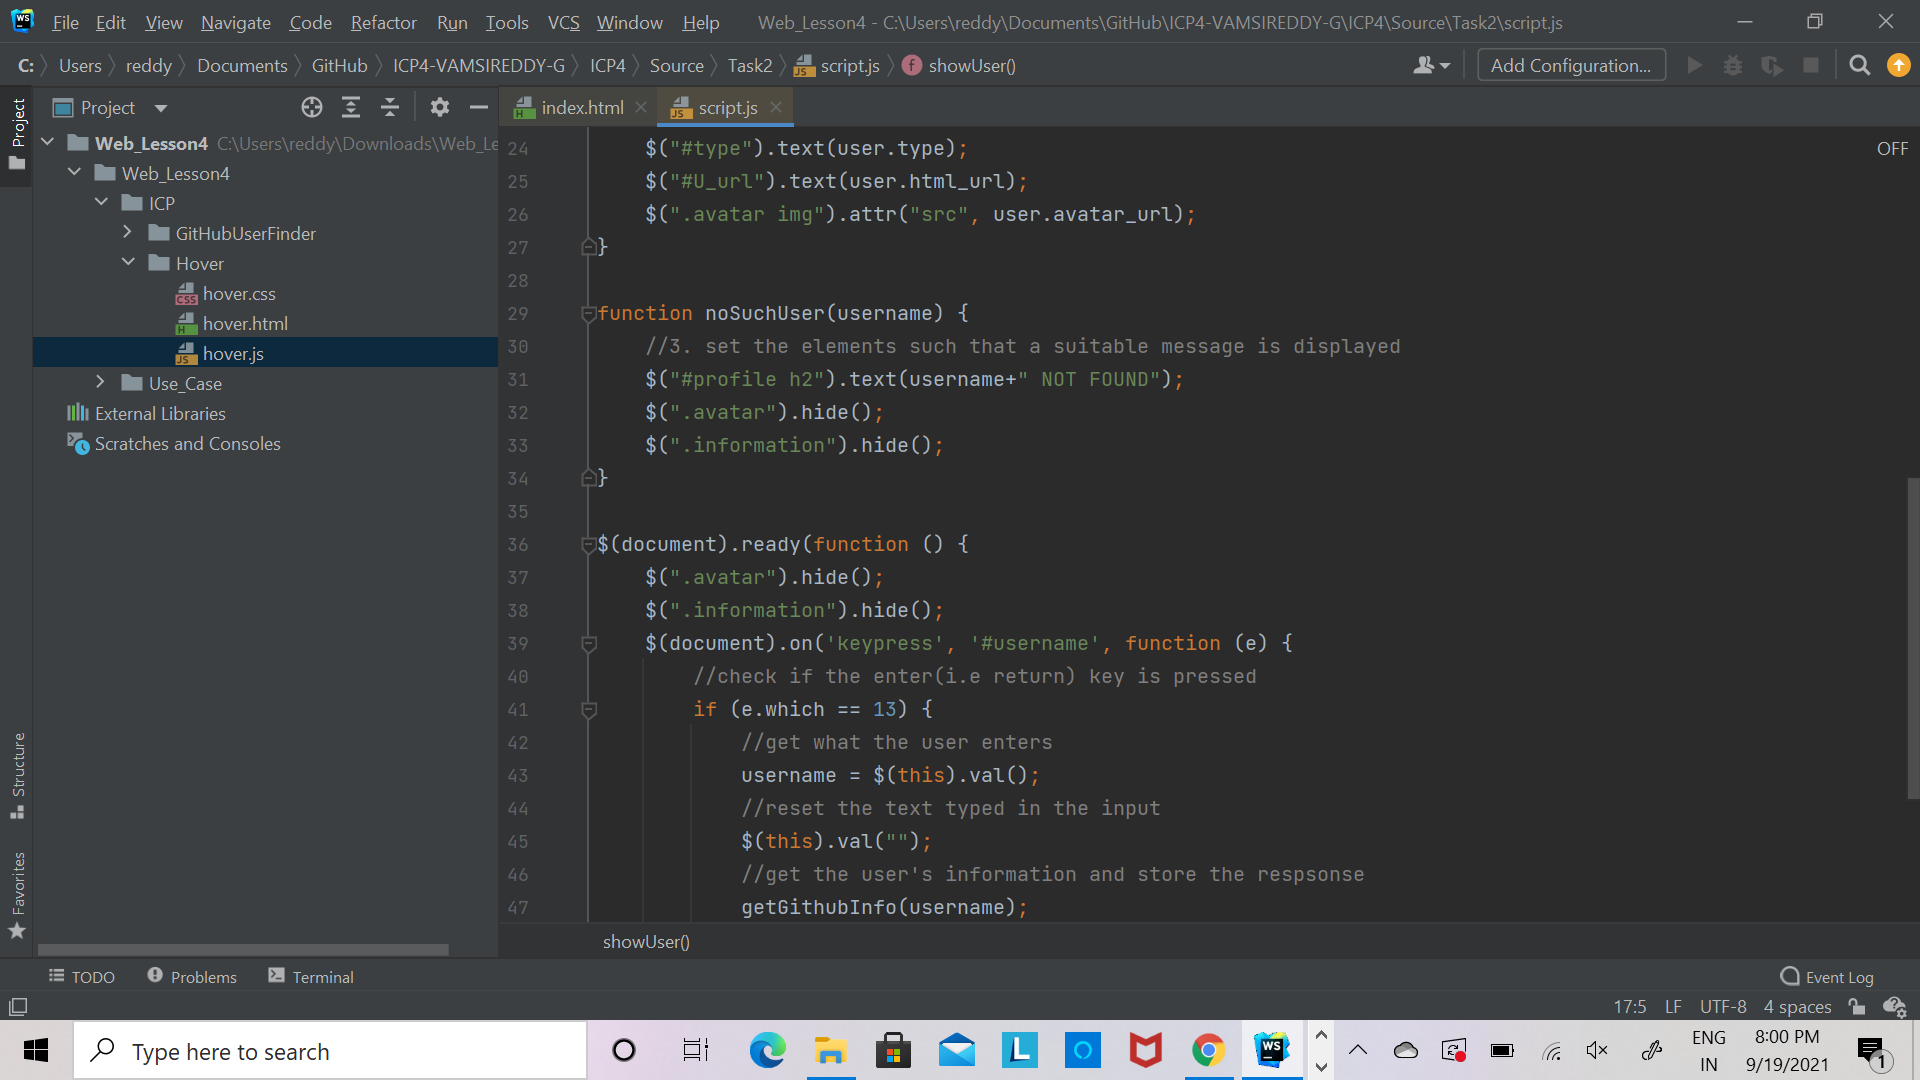 File Edit View Navigate Code Refactor Run Tools VCS Window Help Web_Lesson4 - C:\Users\reddy\Documents\GitHub\ICP4-VAMSIREDDY-G\ICP4\Source\Task2\script.js
C: Users reddy Documents GitHub ICP4-VAMSIREDDY-G ICP4 Source Task2 script.js showUser() Add Configuration...
Project
index.html script.js
Project
Web_Lesson4 C:\Users\reddy\Downloads\Web_Le
Web_Lesson4
ICP
GitHubUserFinder
Hover
hover.css
hover.html
hover.js
Use_Case
External Libraries
Scratches and Consoles
Structure
Favorites
OFF
24 $("#type").text(user.type);
25 $("#U_url").text(user.html_url);
26 $(".avatar img").attr("src", user.avatar_url);
27 }
28
29 function noSuchUser(username) {
30 //3. set the elements such that a suitable message is displayed
31 $("#profile h2").text(username+" NOT FOUND");
32 $(".avatar").hide();
33 $(".information").hide();
34 }
35
36 $(document).ready(function () {
37 $(".avatar").hide();
38 $(".information").hide();
39 $(document).on('keypress', '#username', function (e) {
40 //check if the enter(i.e return) key is pressed
41 if (e.which == 13) {
42 //get what the user enters
43 username = $(this).val();
44 //reset the text typed in the input
45 $(this).val("");
46 //get the user's information and store the respsonse
47 getGithubInfo(username);
showUser()
TODO Problems Terminal Event Log
17:5 LF UTF-8 4 spaces
Type here to search
ENG
IN
8:00 PM
9/19/2021
1